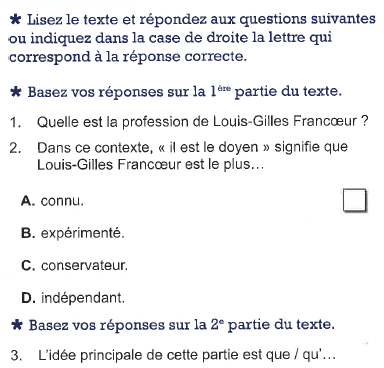 * Lisez le texte et répondez aux questions suivantes
ou indiquez dans la case de droite la lettre qui
correspond à la réponse correcte.
* Basez vos réponses sur la 1ère partie du texte.
1. Quelle est la profession de Louis-Gilles Francœur ?
2. Dans ce contexte, « il est le doyen » signifie que
Louis-Gilles Francœur est le plus…
A. connu.
B. expérimenté.
C. conservateur.
D. indépendant.
* Basez vos réponses sur la 2e partie du texte.
3. L'idée principale de cette partie est que / qu'…